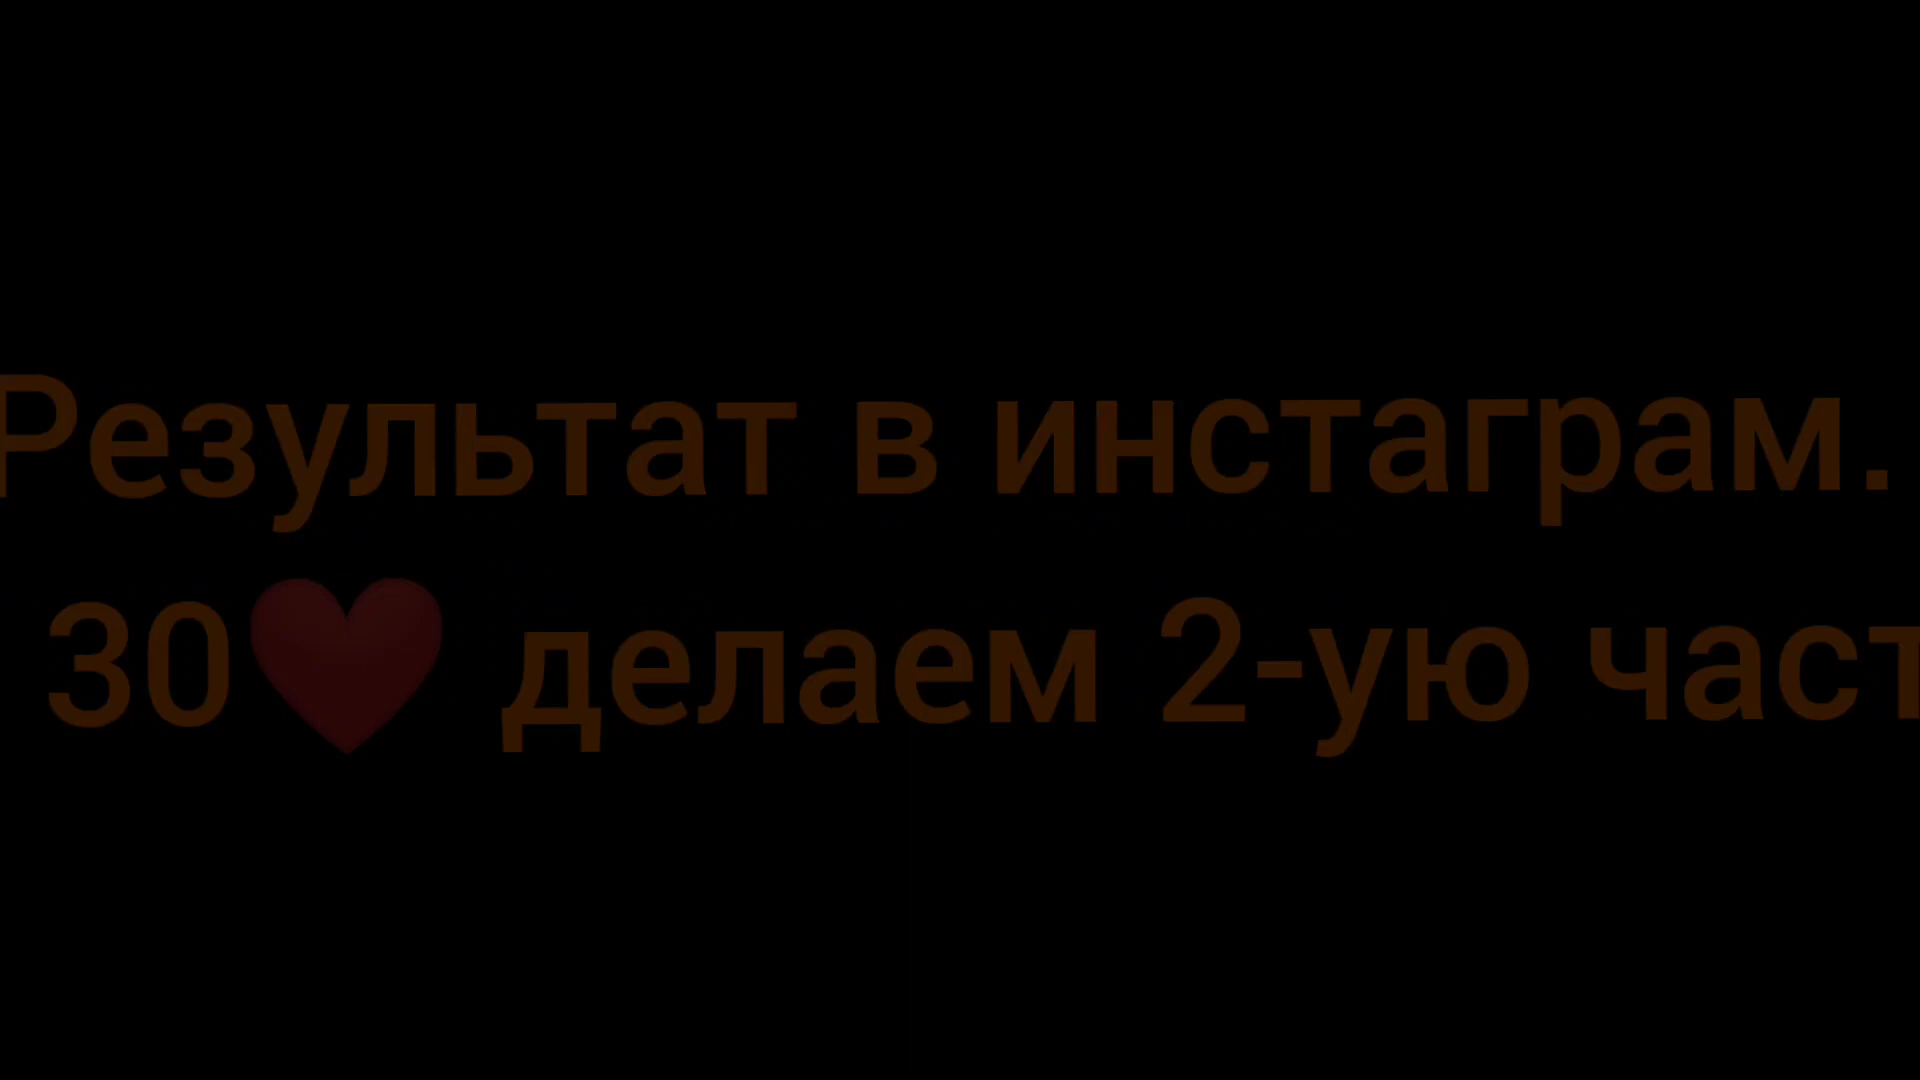 Результат в инстаграм.
30❤ делаем 2-ую част